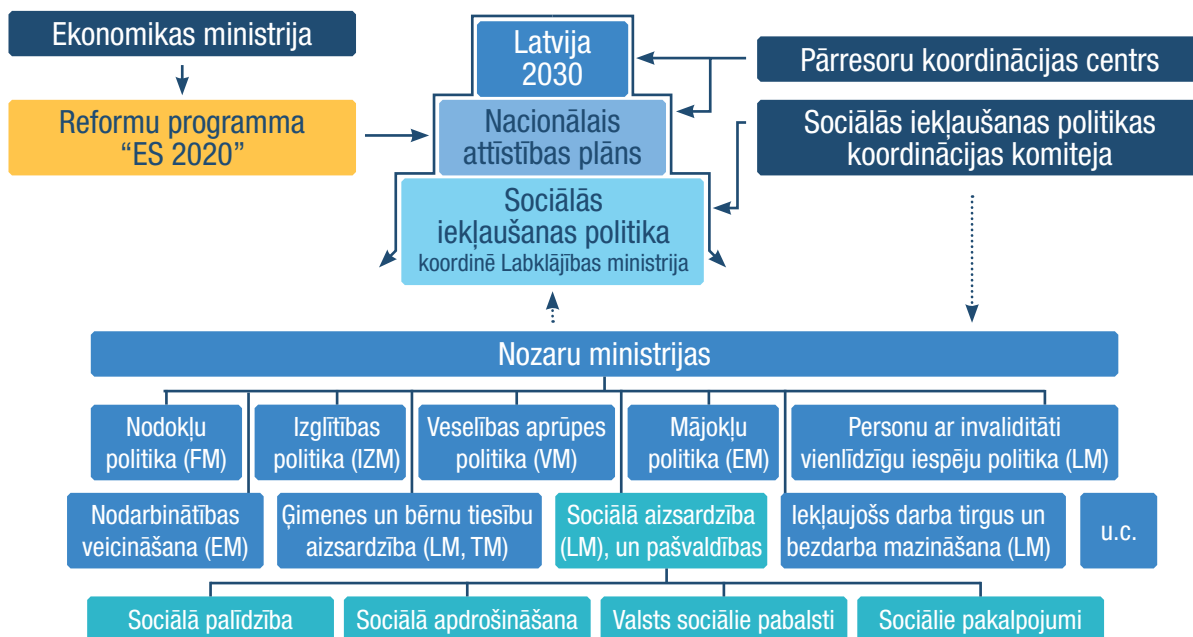 Ekonomikas ministrija
Latvija
2030
Pārresoru koordinācijas centrs
Reformu programma
“ES 2020”
Nacionālais
attīstības plāns
Sociālās iekļaušanas politikas
koordinācijas komiteja
Sociālās
iekļaušanas politika
koordinē Labklājības ministrija
Nozaru ministrijas
Nodokļu
politika (FM)
Izglītības
politika (IZM)
Veselības aprūpes
politika (VM)
Mājokļu
politika (EM)
Personu ar invaliditāti
vienlīdzīgu iespēju politika (LM)
Nodarbinātības
veicināšana (EM)
Ģimenes un bērnu tiesību
aizsardzība (LM, TM)
Sociālā aizsardzība
(LM), un pašvaldības
Iekļaujošs darba tirgus un
bezdarba mazināšana (LM)
u.c.
Sociālā palīdzība
Sociālā apdrošināšana
Valsts sociālie pabalsti
Sociālie pakalpojumi